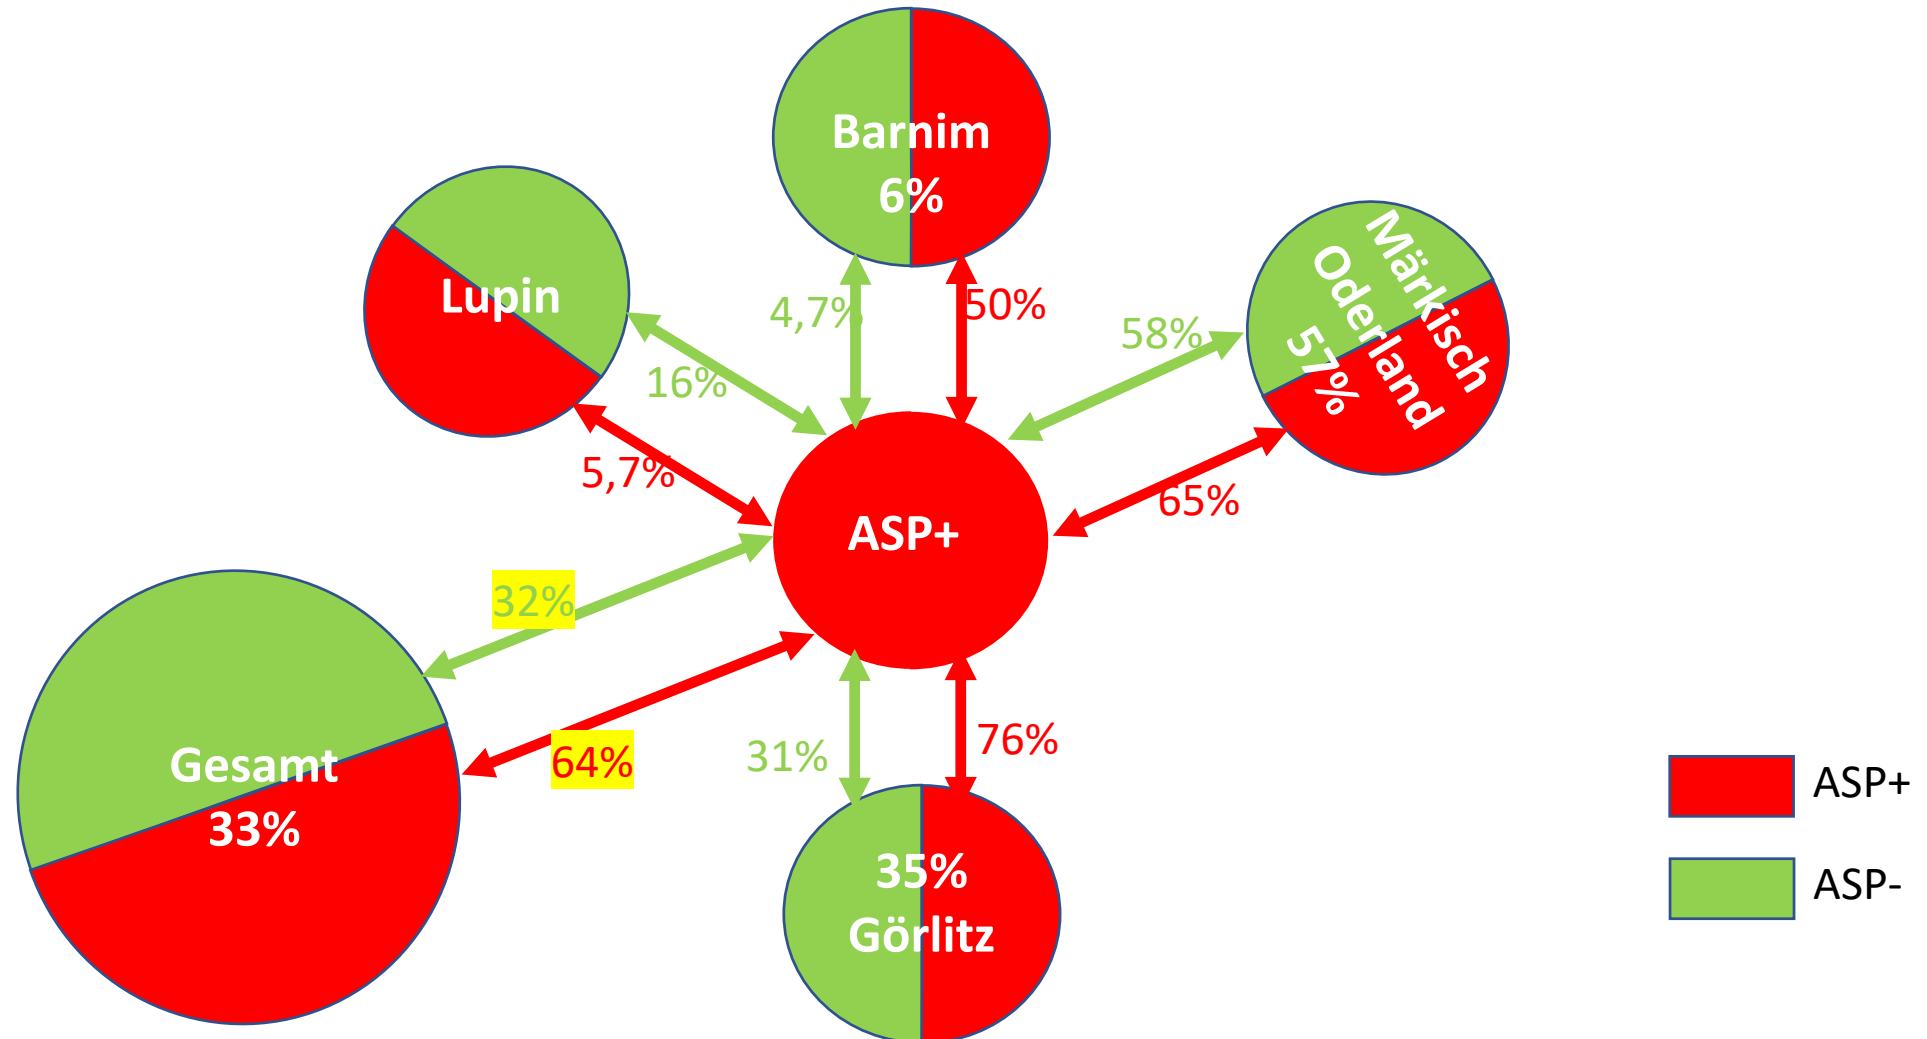 Barnim
6%
Märkisch
Oderland
57%
Lupin
4,7%
50%
58%
16%
5,7%
65%
ASP+
32%
64%
31%
76%
Gesamt
33%
35%
Görlitz
ASP+
ASP-